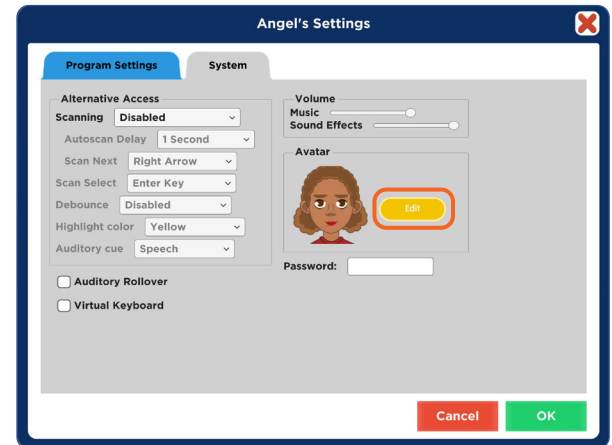 Angel's Settings
Program Settings
System
Alternative Access
Scanning Disabled
Autoscan Delay 1 Second
Scan Next Right Arrow
Scan Select Enter Key
Debounce Disabled
Highlight color Yellow
Auditory cue Speech
Auditory Rollover
Virtual Keyboard
Volume
Music
Sound Effects
Avatar
Edit
Password:
Cancel
OK